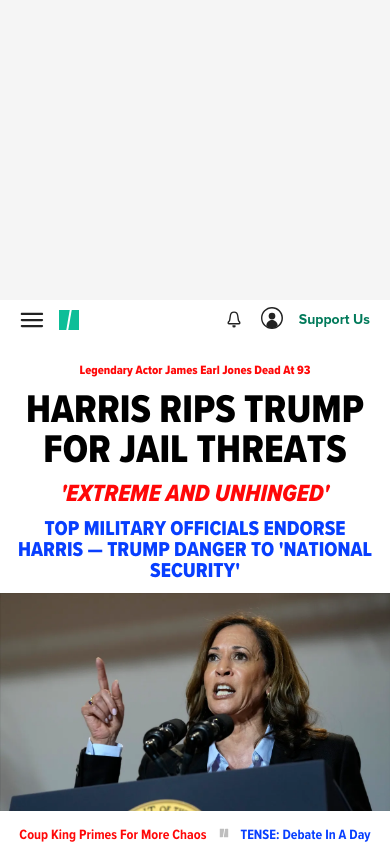 Support Us
Legendary Actor James Earl Jones Dead At 93
HARRIS RIPS TRUMP
FOR JAIL THREATS
'EXTREME AND UNHINGED'
TOP MILITARY OFFICIALS ENDORSE
HARRIS — TRUMP DANGER TO 'NATIONAL
SECURITY'
Coup King Primes For More Chaos
TENSE: Debate In A Day